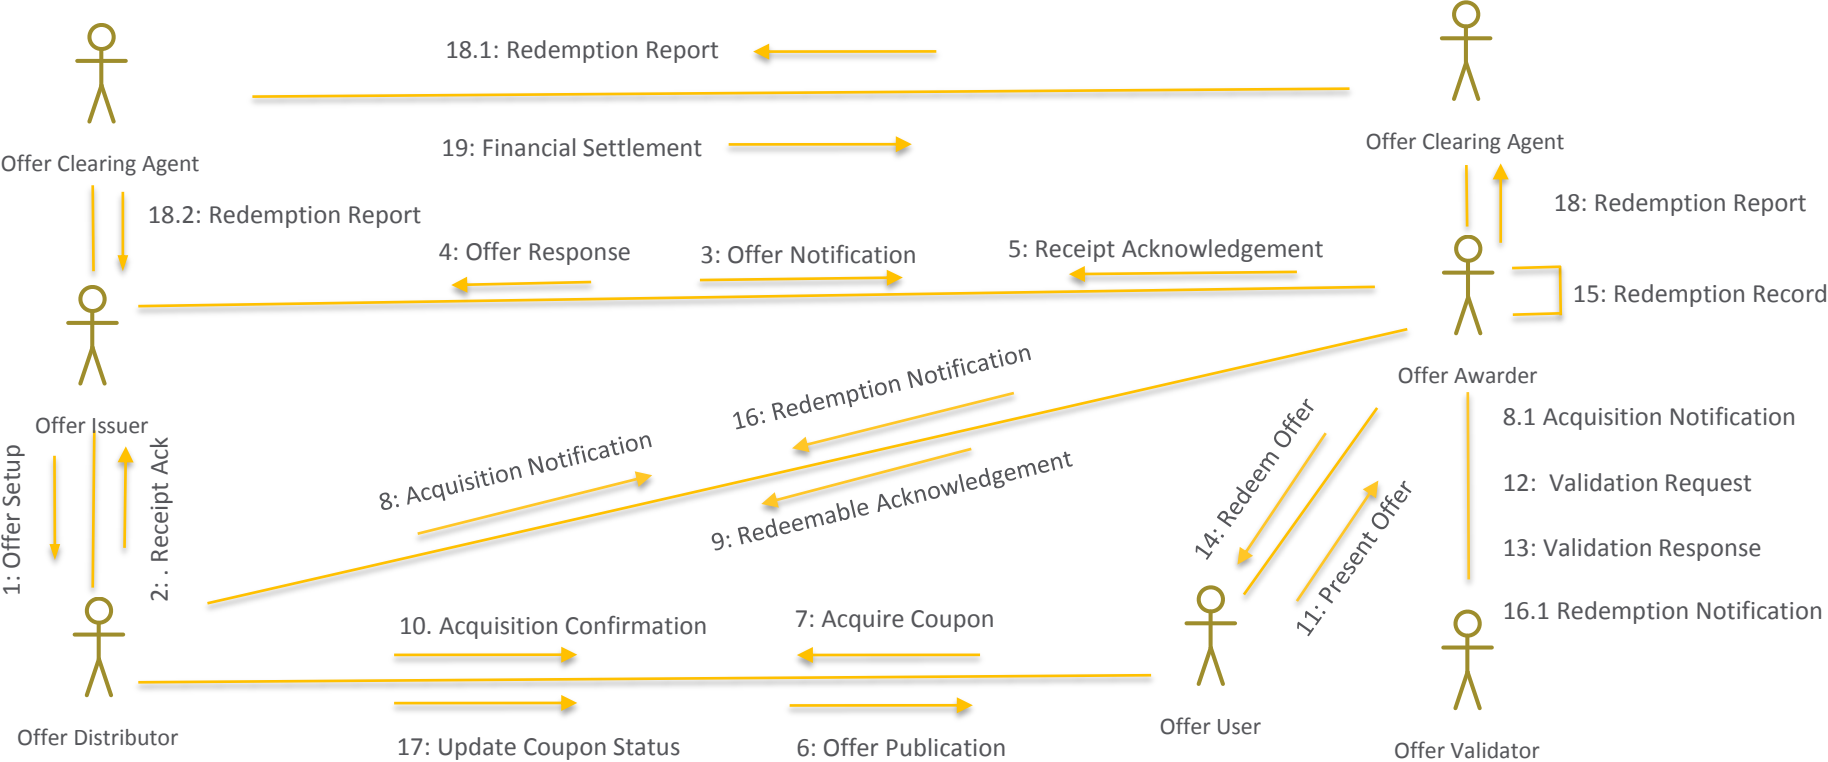 18.1: Redemption Report
Offer Clearing Agent
Offer Clearing Agent
19: Financial Settlement
18.2: Redemption Report
18: Redemption Report
4: Offer Response
3: Offer Notification
5: Receipt Acknowledgement
15: Redemption Record
Offer Issuer
Offer Awarder
16: Redemption Notification
8: Acquisition Notification
9: Redeemable Acknowledgement
1: Offer Setup
2: . Receipt Ack
14: Redeem Offer
11: Present Offer
8.1 Acquisition Notification
12:  Validation Request
13: Validation Response
16.1 Redemption Notification
10. Acquisition Confirmation
7: Acquire Coupon
17: Update Coupon Status
6: Offer Publication
Offer Distributor
Offer User
Offer Validator